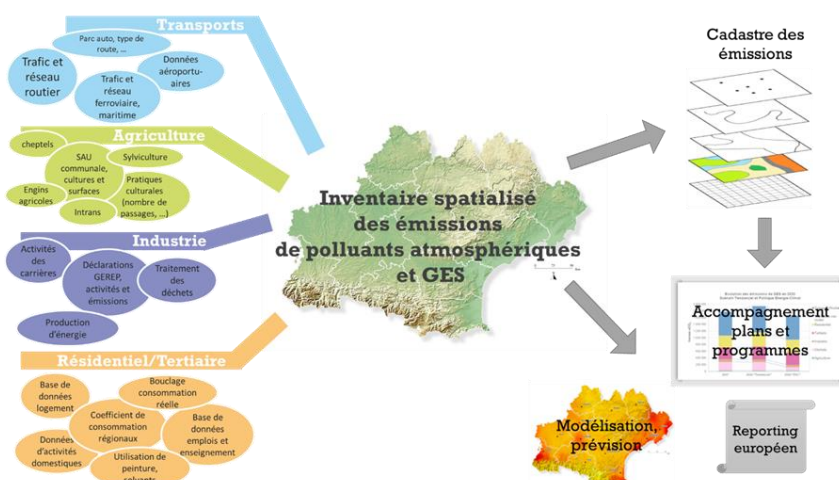 Transports
Parc auto, type de
route, ...
Trafic et
réseau
routier
Données
aéroportu-
aires
Trafic et
réseau
ferroviaire,
maritime
Agriculture
cheptels
SAU
communale,
cultures et
surfaces
Sylviculture
Pratiques
culturales
(nombre de
passages, ...)
Engins
agricoles
Intrans
Industrie
Activités
des
carrières
Déclarations
GEREP,
activités et
émissions
Traitement
des
déchets
Production
d'énergie
Résidentiel/Tertiaire
Base de
données
logement
Bouclage
consommation
réelle
Coefficient de
consommation
régionaux
Base de
données
emplois et
enseignement
Données
d'activités
domestiques
Utilisation de
peinture,
solvants
Inventaire spatialisé
des émissions
de polluants atmosphériques
et GES
Cadastre des
émissions
Accompagnement
plans et
programmes
Modélisation,
prévision
Reporting
européen